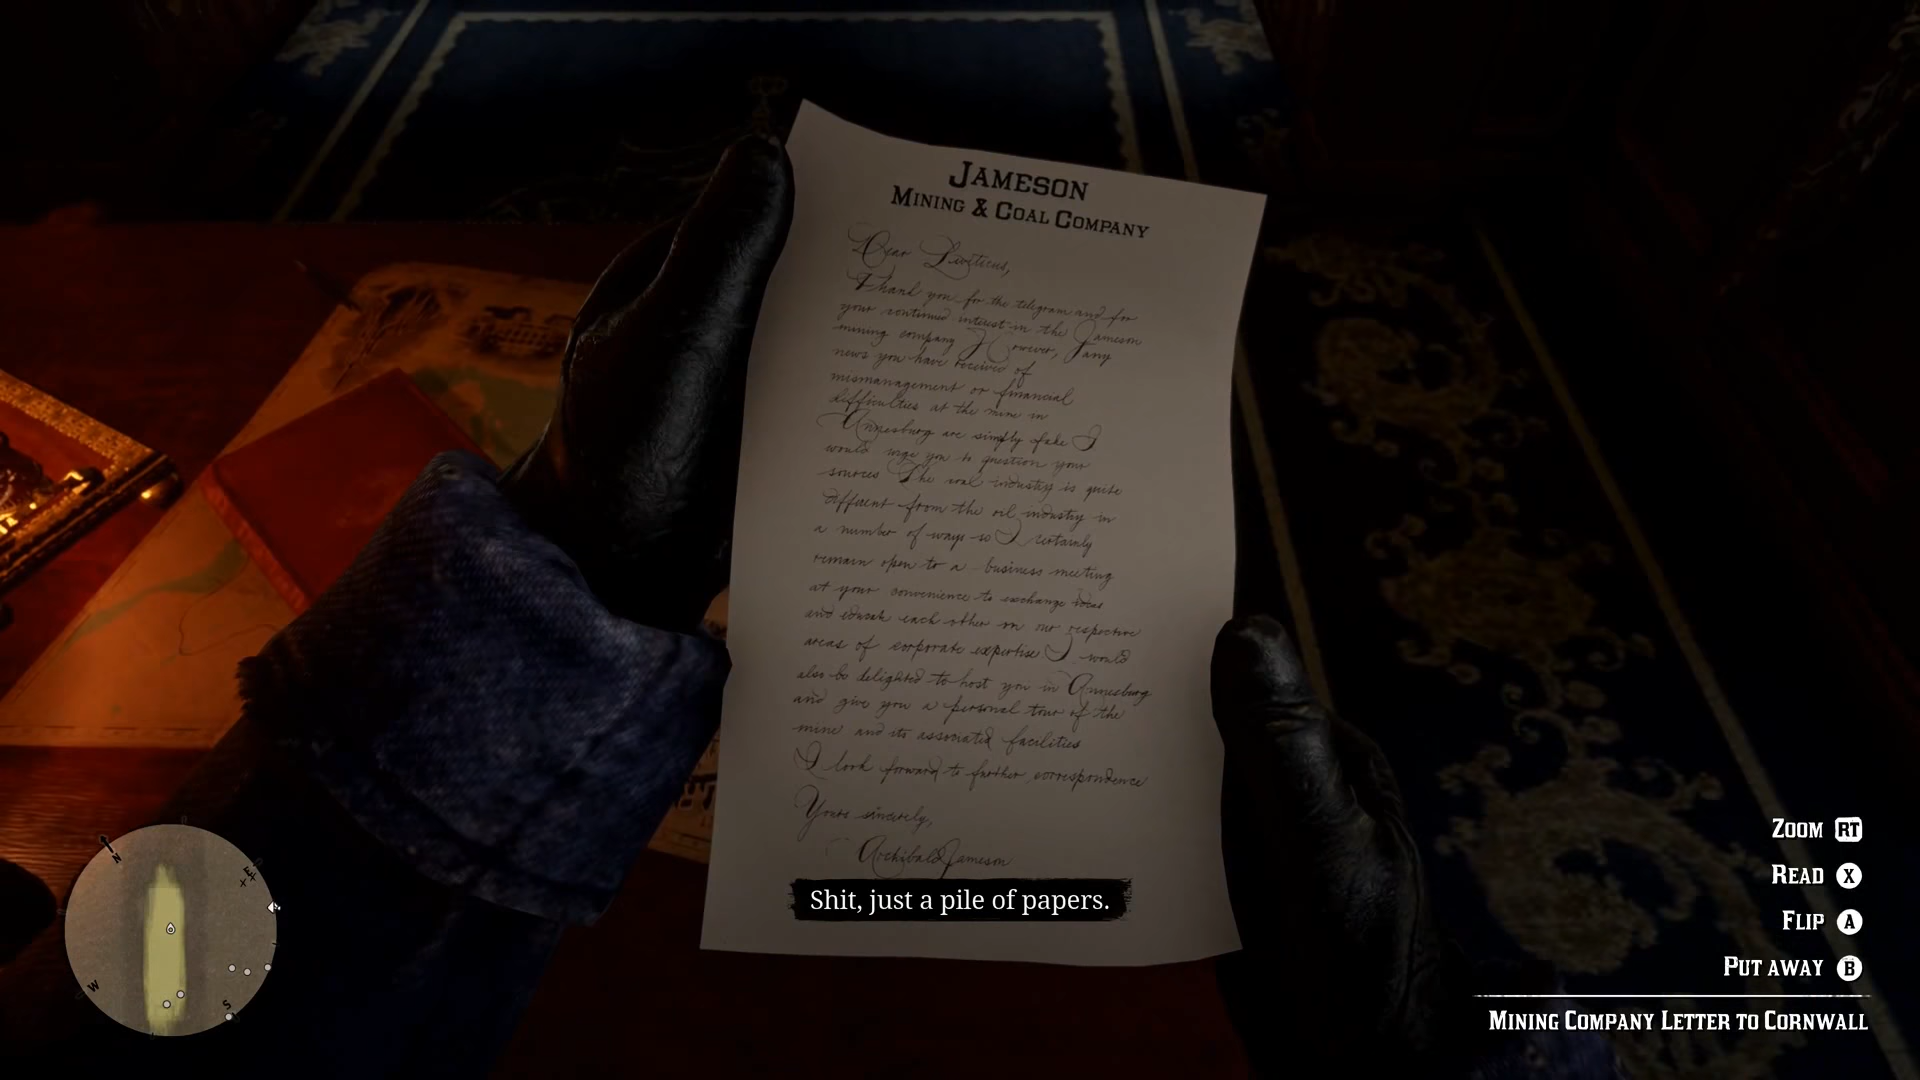 JAMESON
MINING & COAL COMPANY
Dear Leviticus,
Thank you for the telegram and for
your continued interest in the Jameson
mining company However, any
news you have received of
mismanagement or financial
difficulties at the mine in
Annesburg are simply fake I
would urge you to question your
sources The coal industry is quite
different from the oil industry in
a number of ways so I certainly
remain open to a business meeting
at your convenience to exchange ideas
and educate each other on our respective
areas of corporate expertise I would
also be delighted to host you in Annesburg
and give you a personal tour of the
mine and its associated facilities
I look forward to further correspondence
Yours sincerely,
Archibald Jameson
Shit, just a pile of papers.
ZOOM RT
READ X
FLIP A
PUT AWAY B
MINING COMPANY LETTER TO CORNWALL
N
E
S
W